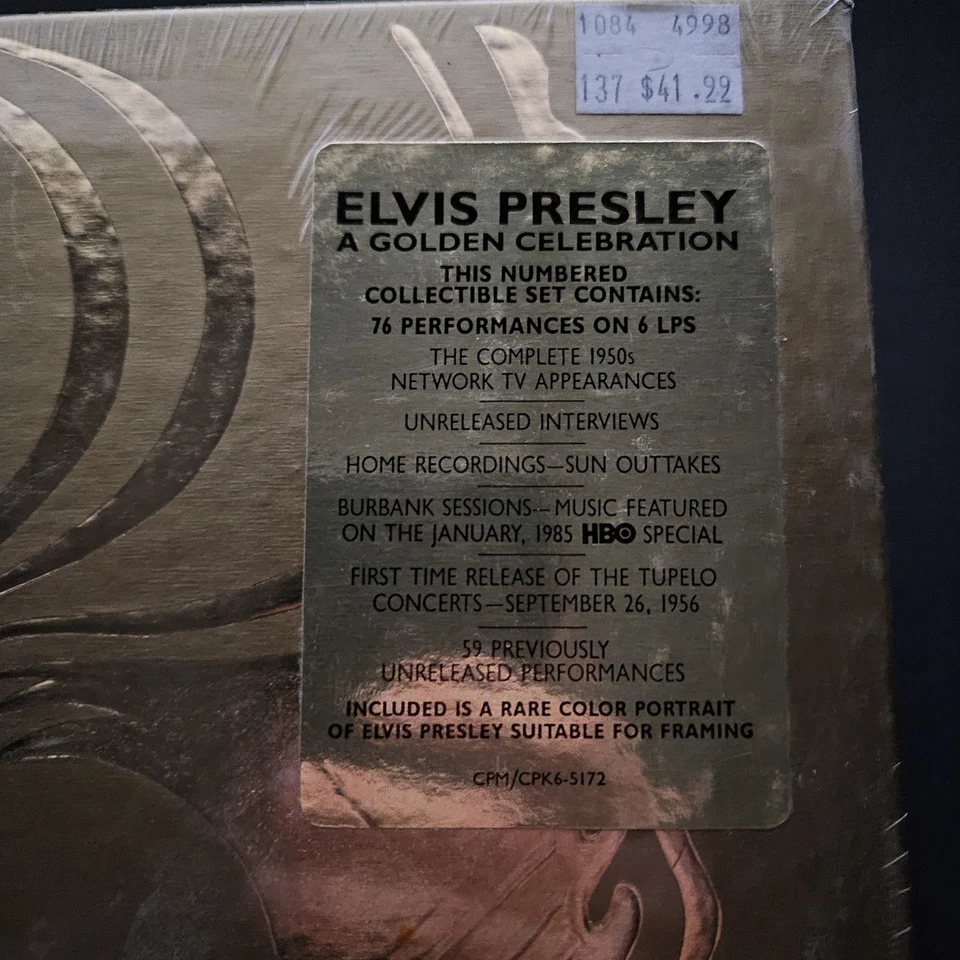 1084 4998
137 $41.22
ELVIS PRESLEY
A GOLDEN CELEBRATION
THIS NUMBERED
COLLECTIBLE SET CONTAINS:
76 PERFORMANCES ON 6 LPS
THE COMPLETE 1950s
NETWORK TV APPEARANCES
UNRELEASED INTERVIEWS
HOME RECORDINGS—SUN OUTTAKES
BURBANK SESSIONS—MUSIC FEATURED
ON THE JANUARY, 1985 HBO SPECIAL
FIRST TIME RELEASE OF THE TUPELO
CONCERTS—SEPTEMBER 26, 1956
59 PREVIOUSLY
UNRELEASED PERFORMANCES
INCLUDED IS A RARE COLOR PORTRAIT
OF ELVIS PRESLEY SUITABLE FOR FRAMING
CPM/CPK6-5172